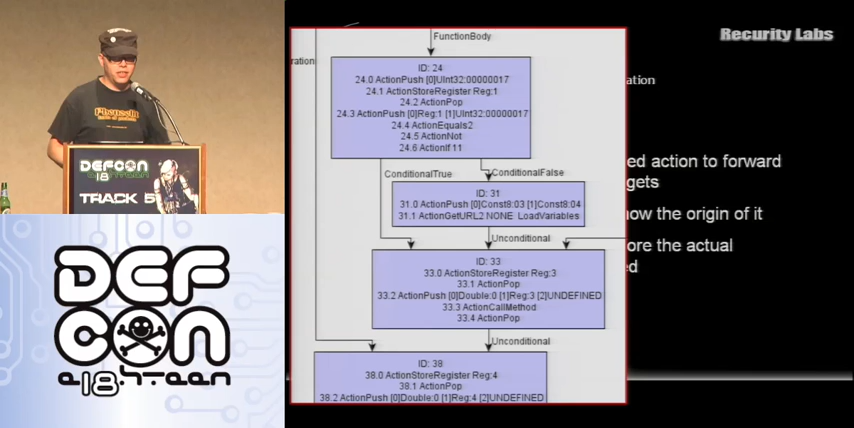 Recurity Labs
FunctionBody
ration
ID: 24
24.0 ActionPush [0]UInt32:00000017
24.1 ActionStoreRegister Reg:1
24.2 ActionPop
24.3 ActionPush [0]Reg:1 [1]UInt32:00000017
24.4 ActionEquals2
24.5 ActionNot
24.6 ActionIf 11
ConditionalTrue
ConditionalFalse
ID: 31
31.0 ActionPush [0]Const8:03 [1]Const8:04
31.1 ActionGetURL2 NONE LoadVariables
Unconditional
ID: 33
33.0 ActionStoreRegister Reg:3
33.1 ActionPop
33.2 ActionPush [0]Double:0 [1]Reg:3 [2]UNDEFINED
33.3 ActionCallMethod
33.4 ActionPop
Unconditional
ID: 38
38.0 ActionStoreRegister Reg:4
38.1 ActionPop
38.2 ActionPush [0]Double:0 [1]Reg:4 [2]UNDEFINED
ation
ed action to forward
gets
now the origin of it
ore the actual
ed
DEFCON
18
TRACK 5
DEF
CON
e18hteen